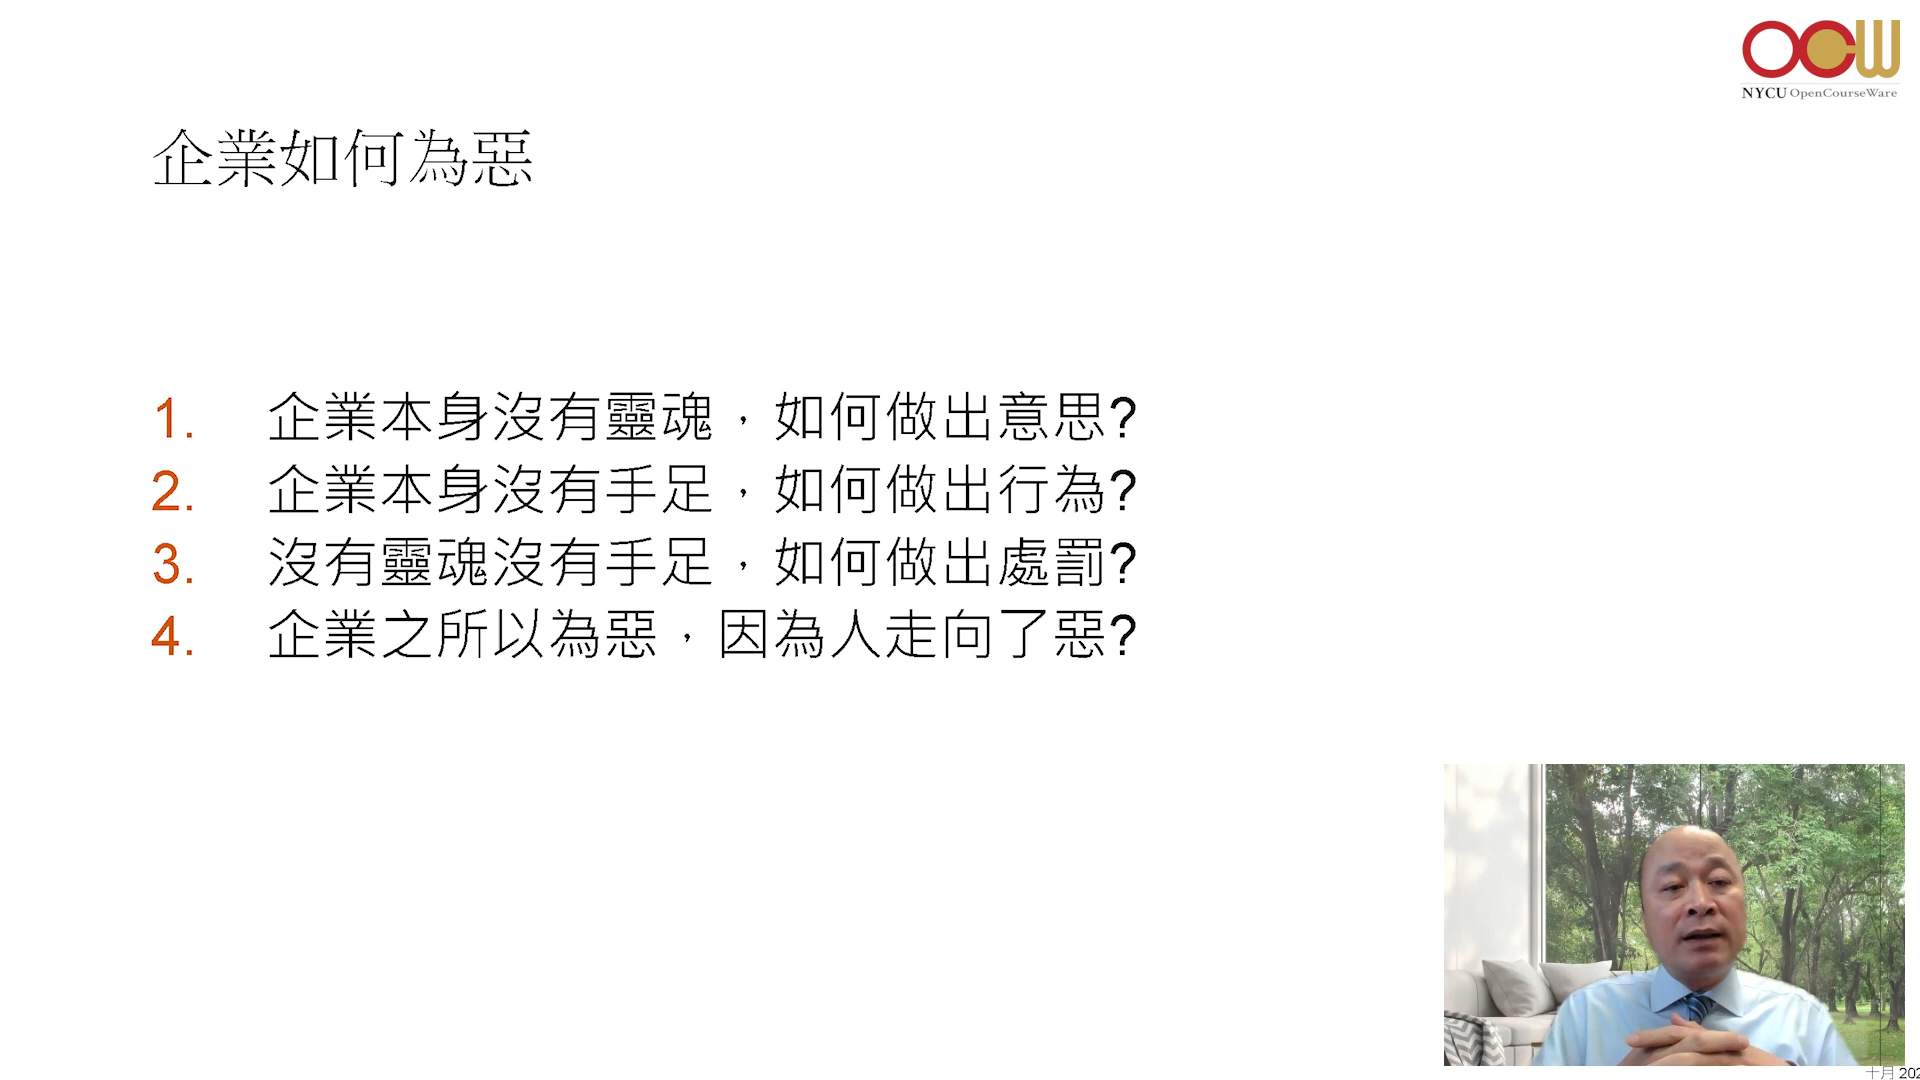 OCW
NYCU OpenCourseWare
企業如何為惡
1. 企業本身沒有靈魂，如何做出意思?
2. 企業本身沒有手足，如何做出行為?
3. 沒有靈魂沒有手足，如何做出處罰?
4. 企業之所以為惡，因為人走向了惡?
十月 202